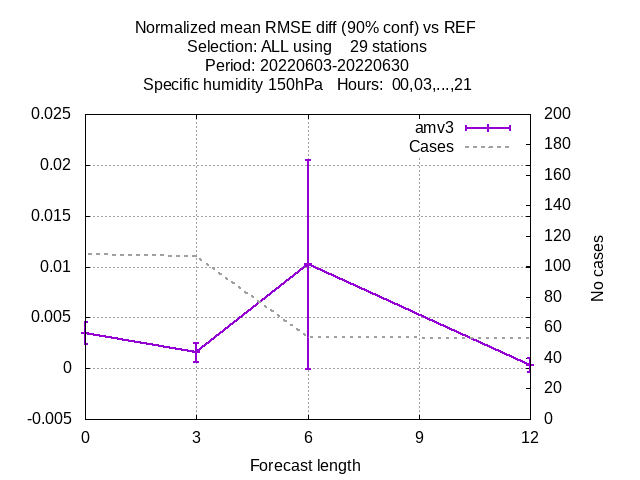 Normalized mean RMSE diff (90% conf) vs REF
Selection: ALL using    29 stations
Period: 20220603-20220630
Specific humidity 150hPa   Hours:  00,03,...,21
amv3
Cases
0.025
0.02
0.015
0.01
0.005
0
-0.005
200
180
160
140
120
100
80
60
40
20
0
No cases
0 3 6 9 12
Forecast length